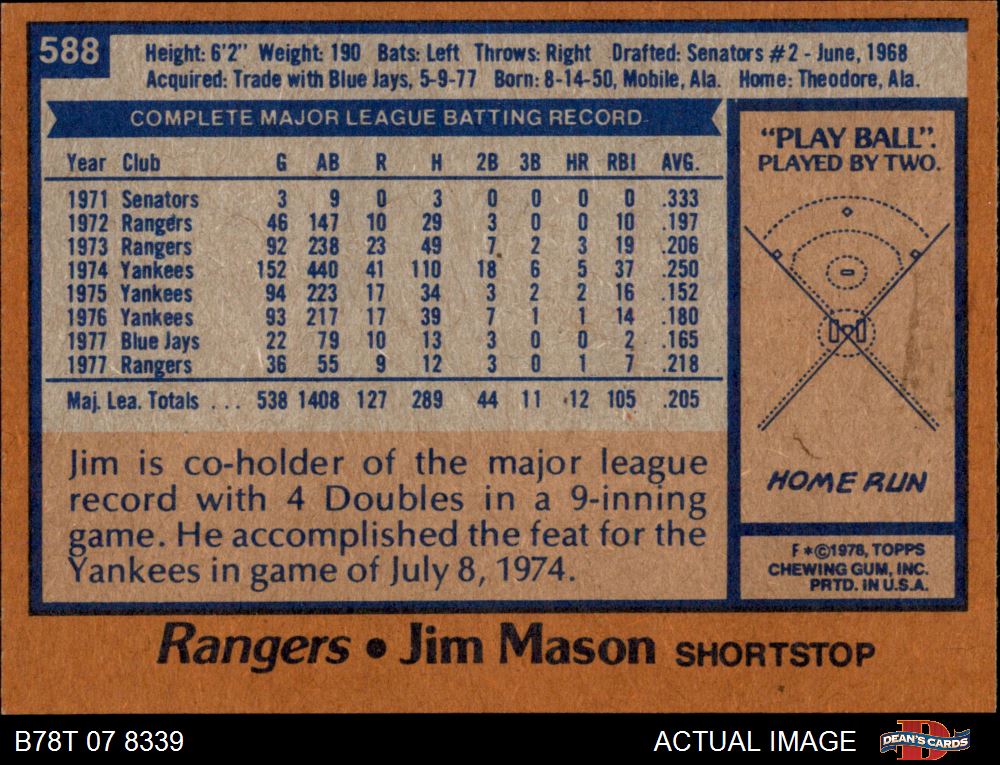 588
Height: 6'2" Weight: 190 Bats: Left Throws: Right Drafted: Senators #2 - June, 1968
Acquired: Trade with Blue Jays, 5-9-77 Born: 8-14-50, Mobile, Ala. Home: Theodore, Ala.
COMPLETE MAJOR LEAGUE BATTING RECORD
Year Club G AB R H 2B 3B HR RBI AVG.
1971 Senators 3 9 0 3 0 0 0 0 .333
1972 Rangers 46 147 10 29 3 0 0 10 .197
1973 Rangers 92 238 23 49 7 2 3 19 .206
1974 Yankees 152 440 41 110 18 6 5 37 .250
1975 Yankees 94 223 17 34 3 2 2 16 .152
1976 Yankees 93 217 17 39 7 1 1 14 .180
1977 Blue Jays 22 79 10 13 3 0 0 2 .165
1977 Rangers 36 55 9 12 3 0 1 7 .218
Maj. Lea. Totals ... 538 1408 127 289 44 11 12 105 .205
Jim is co-holder of the major league
record with 4 Doubles in a 9-inning
game. He accomplished the feat for the
Yankees in game of July 8, 1974.
"PLAY BALL".
PLAYED BY TWO.
HOME RUN
F *©1978, TOPPS
CHEWING GUM, INC.
PRTD. IN U.S.A.
Rangers • Jim Mason SHORTSTOP
B78T 07 8339
ACTUAL IMAGE
DEAN'S CARDS